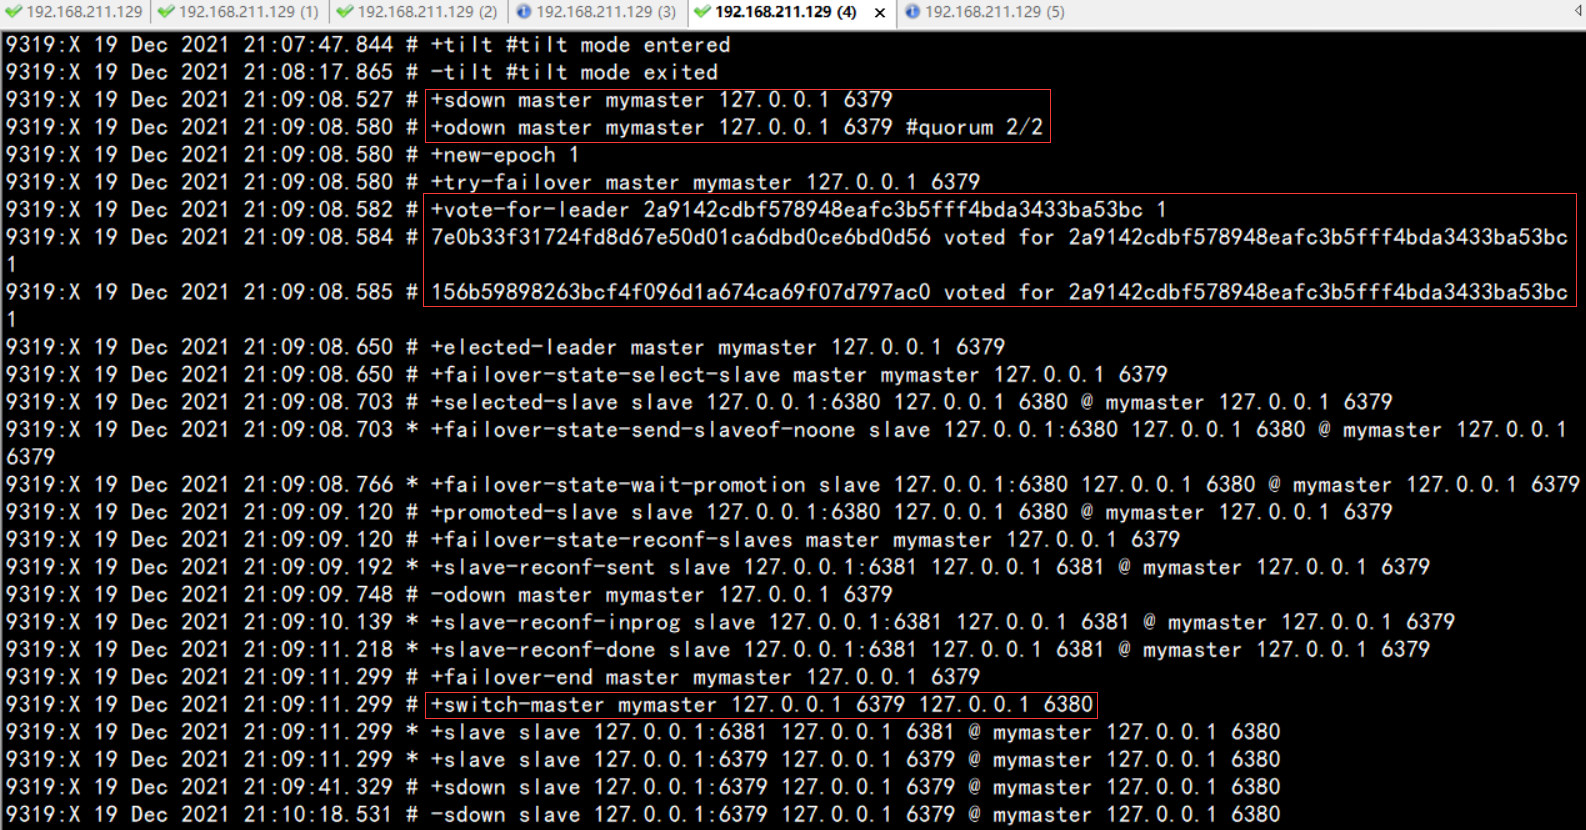 192.168.211.129 192.168.211.129 (1) 192.168.211.129 (2) 192.168.211.129 (3) 192.168.211.129 (4) × 192.168.211.129 (5)
9319:X 19 Dec 2021 21:07:47.844 # +tilt #tilt mode entered
9319:X 19 Dec 2021 21:08:17.865 # -tilt #tilt mode exited
9319:X 19 Dec 2021 21:09:08.527 # +sdown master mymaster 127.0.0.1 6379
9319:X 19 Dec 2021 21:09:08.580 # +odown master mymaster 127.0.0.1 6379 #quorum 2/2
9319:X 19 Dec 2021 21:09:08.580 # +new-epoch 1
9319:X 19 Dec 2021 21:09:08.580 # +try-failover master mymaster 127.0.0.1 6379
9319:X 19 Dec 2021 21:09:08.582 # +vote-for-leader 2a9142cdbf578948eafc3b5fff4bda3433ba53bc 1
9319:X 19 Dec 2021 21:09:08.584 # 7e0b33f31724fd8d67e50d01ca6dbd0ce6bd0d56 voted for 2a9142cdbf578948eafc3b5fff4bda3433ba53bc
1
9319:X 19 Dec 2021 21:09:08.585 # 156b59898263bcf4f096d1a674ca69f07d797ac0 voted for 2a9142cdbf578948eafc3b5fff4bda3433ba53bc
1
9319:X 19 Dec 2021 21:09:08.650 # +elected-leader master mymaster 127.0.0.1 6379
9319:X 19 Dec 2021 21:09:08.650 # +failover-state-select-slave master mymaster 127.0.0.1 6379
9319:X 19 Dec 2021 21:09:08.703 # +selected-slave slave 127.0.0.1:6380 127.0.0.1 6380 @ mymaster 127.0.0.1 6379
9319:X 19 Dec 2021 21:09:08.703 * +failover-state-send-slaveof-noone slave 127.0.0.1:6380 127.0.0.1 6380 @ mymaster 127.0.0.1
6379
9319:X 19 Dec 2021 21:09:08.766 * +failover-state-wait-promotion slave 127.0.0.1:6380 127.0.0.1 6380 @ mymaster 127.0.0.1 6379
9319:X 19 Dec 2021 21:09:09.120 # +promoted-slave slave 127.0.0.1:6380 127.0.0.1 6380 @ mymaster 127.0.0.1 6379
9319:X 19 Dec 2021 21:09:09.120 # +failover-state-reconf-slaves master mymaster 127.0.0.1 6379
9319:X 19 Dec 2021 21:09:09.192 * +slave-reconf-sent slave 127.0.0.1:6381 127.0.0.1 6381 @ mymaster 127.0.0.1 6379
9319:X 19 Dec 2021 21:09:09.748 # -odown master mymaster 127.0.0.1 6379
9319:X 19 Dec 2021 21:09:10.139 * +slave-reconf-inprog slave 127.0.0.1:6381 127.0.0.1 6381 @ mymaster 127.0.0.1 6379
9319:X 19 Dec 2021 21:09:11.218 * +slave-reconf-done slave 127.0.0.1:6381 127.0.0.1 6381 @ mymaster 127.0.0.1 6379
9319:X 19 Dec 2021 21:09:11.299 # +failover-end master mymaster 127.0.0.1 6379
9319:X 19 Dec 2021 21:09:11.299 # +switch-master mymaster 127.0.0.1 6379 127.0.0.1 6380
9319:X 19 Dec 2021 21:09:11.299 * +slave slave 127.0.0.1:6381 127.0.0.1 6381 @ mymaster 127.0.0.1 6380
9319:X 19 Dec 2021 21:09:11.299 * +slave slave 127.0.0.1:6379 127.0.0.1 6379 @ mymaster 127.0.0.1 6380
9319:X 19 Dec 2021 21:09:41.329 # +sdown slave 127.0.0.1:6379 127.0.0.1 6379 @ mymaster 127.0.0.1 6380
9319:X 19 Dec 2021 21:10:18.531 # -sdown slave 127.0.0.1:6379 127.0.0.1 6379 @ mymaster 127.0.0.1 6380